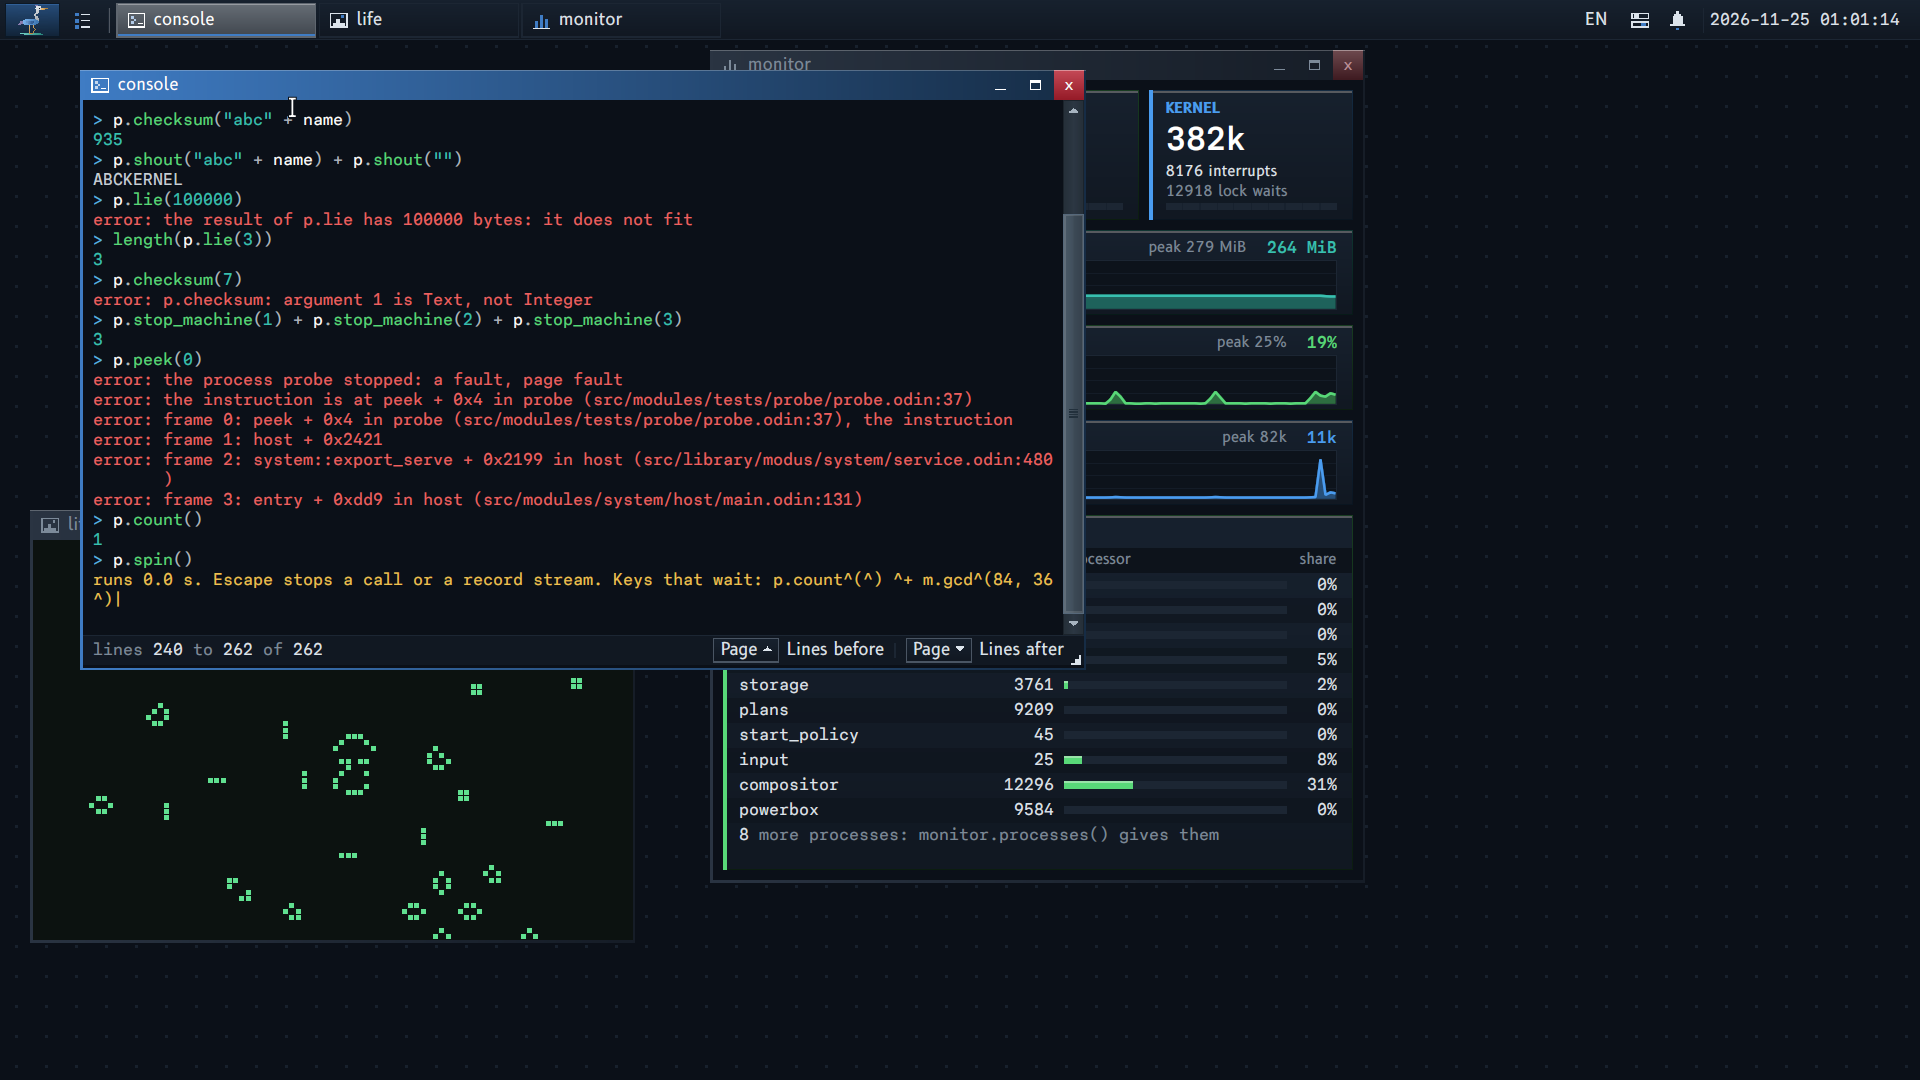 console
life
monitor
EN
2026-11-25 01:01:14
monitor
x
console
x
> p.checksum("abc" + name)
935
> p.shout("abc" + name) + p.shout("")
ABCKERNEL
> p.lie(100000)
error: the result of p.lie has 100000 bytes: it does not fit
> length(p.lie(3))
3
> p.checksum(7)
error: p.checksum: argument 1 is Text, not Integer
> p.stop_machine(1) + p.stop_machine(2) + p.stop_machine(3)
3
> p.peek(0)
error: the process probe stopped: a fault, page fault
error: the instruction is at peek + 0x4 in probe (src/modules/tests/probe/probe.odin:37)
error: frame 0: peek + 0x4 in probe (src/modules/tests/probe/probe.odin:37), the instruction
error: frame 1: host + 0x2421
error: frame 2: system::export_serve + 0x2199 in host (src/library/modus/system/service.odin:480
)
error: frame 3: entry + 0xdd9 in host (src/modules/system/host/main.odin:131)
> p.count()
1
> p.spin()
runs 0.0 s. Escape stops a call or a record stream. Keys that wait: p.count^(^) ^+ m.gcd^(84, 36
^)|
lines 240 to 262 of 262
Page Lines before
Page Lines after
KERNEL
382k
8176 interrupts
12918 lock waits
peak 279 MiB 264 MiB
peak 25% 19%
peak 82k 11k
cessor share
0%
0%
0%
5%
storage 3761 2%
plans 9209 0%
start_policy 45 0%
input 25 8%
compositor 12296 31%
powerbox 9584 0%
8 more processes: monitor.processes() gives them
li